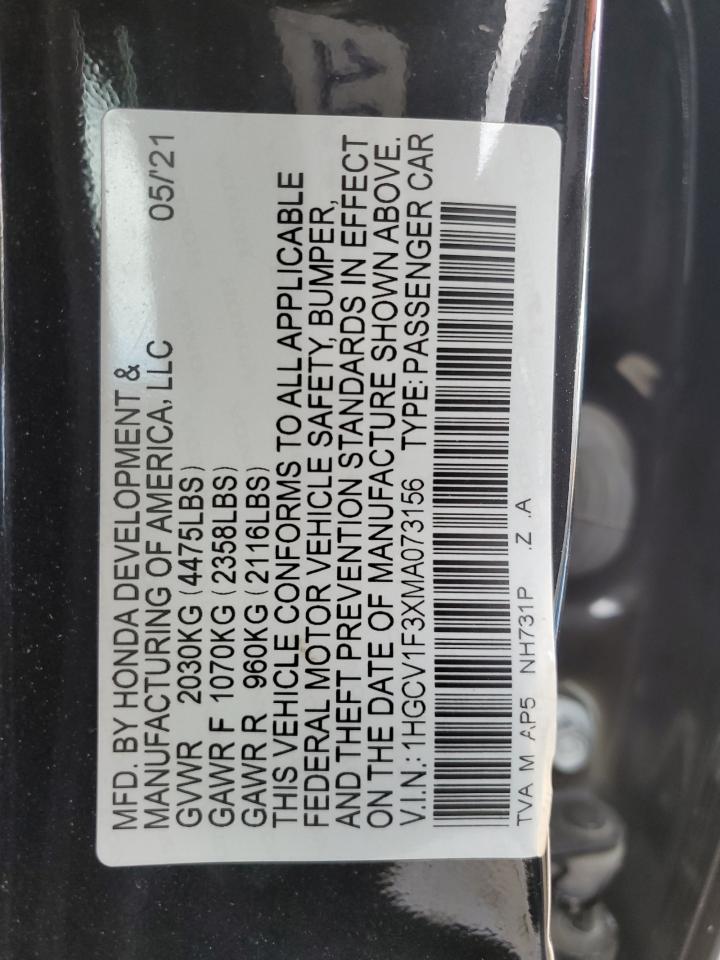 MFD. BY HONDA DEVELOPMENT &
MANUFACTURING OF AMERICA, LLC 05/'21
GVWR 2030KG (4475LBS)
GAWR F 1070KG (2358LBS)
GAWR R 960KG (2116LBS)
THIS VEHICLE CONFORMS TO ALL APPLICABLE
FEDERAL MOTOR VEHICLE SAFETY, BUMPER,
AND THEFT PREVENTION STANDARDS IN EFFECT
ON THE DATE OF MANUFACTURE SHOWN ABOVE.
V.I.N.: 1HGCV1F3XMA073156 TYPE: PASSENGER CAR
TVA M AP5 NH731P .Z .A